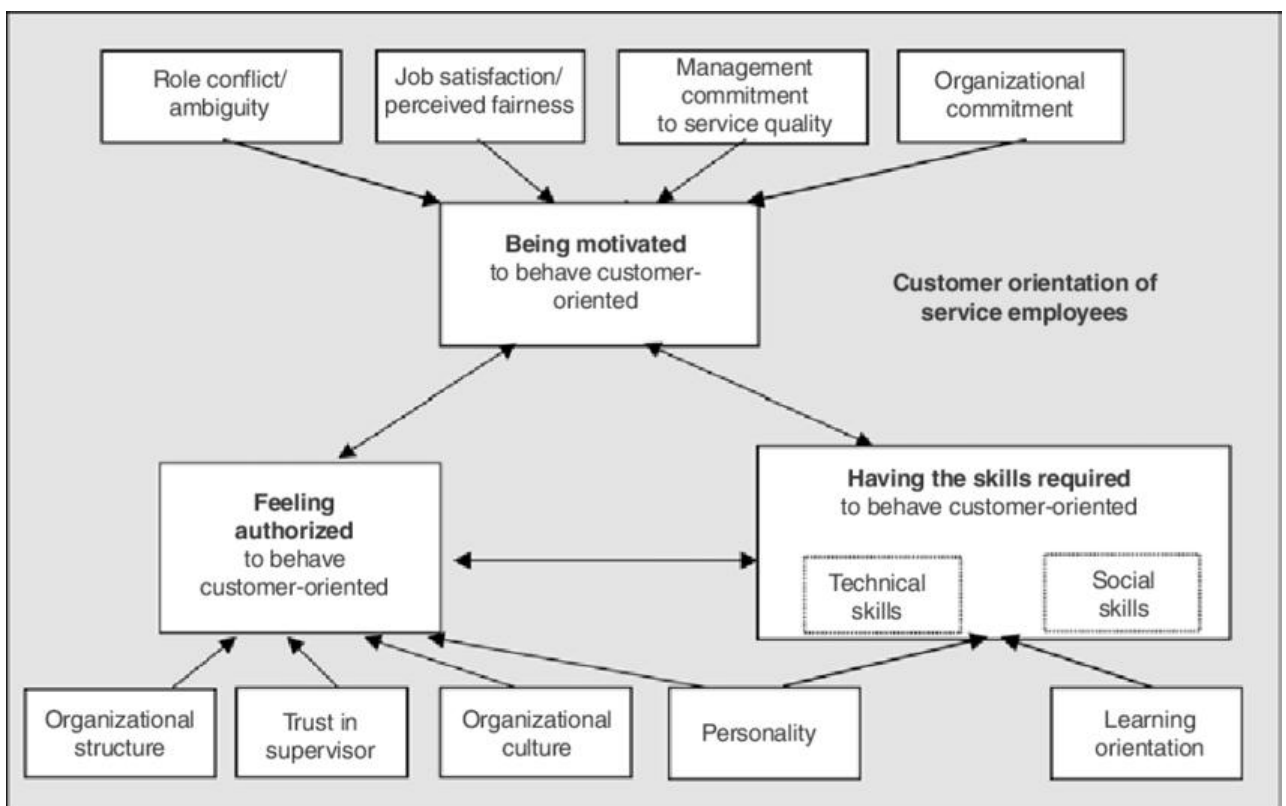 Role conflict/
ambiguity
Job satisfaction/
perceived fairness
Management
commitment
to service quality
Organizational
commitment
Being motivated
to behave customer-
oriented
Customer orientation of
service employees
Feeling
authorized
to behave
customer-oriented
Having the skills required
to behave customer-oriented
Technical
skills
Social
skills
Organizational
structure
Trust in
supervisor
Organizational
culture
Personality
Learning
orientation